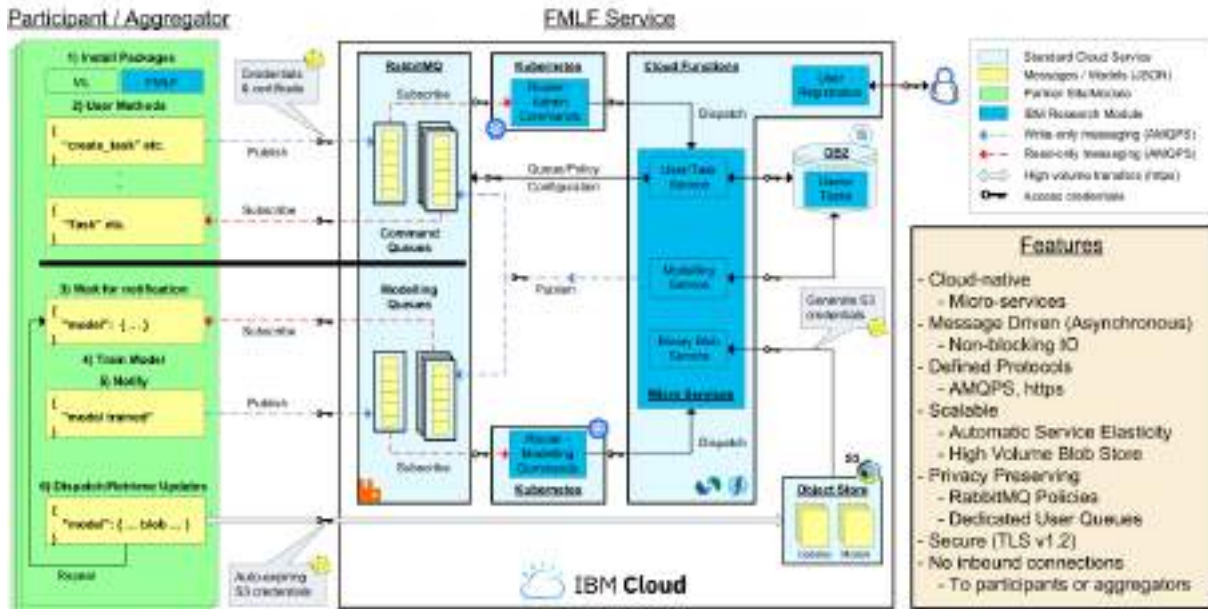 Participant / Aggregator
FMLF Service
1) Install Packages
ML
FMLF
2) User Methods
{
"create_task" etc.
}
{
"Task" etc.
}
3) Wait for notification
{
"model": { ... }
}
4) Train Model
5) Notify
{
"model trained"
}
6) Dispatch/Retrieve Updates
{
"model": { ... blob ... }
}
Repeat
Credentials
& certificate
Publish
Subscribe
Subscribe
Publish
Auto-expiring
S3 credentials
RabbitMQ
Subscribe
Command
Queues
Modelling
Queues
Subscribe
Kubernetes
Commands
Queue/Policy
Configuration
Publish
Router
Modelling
Commands
Kubernetes
Cloud Functions
User
Registration
Dispatch
User/Task
Service
Modelling
Service
Binary Blob
Service
Micro Services
Dispatch
DB2
Generate S3
credentials
S3
Object Store
Updates
Models
IBM Cloud
Standard Cloud Service
Messages / Models (JSON)
Partner Site/Module
IBM Research Module
Write-only messaging (AMQPS)
Read-only messaging (AMQPS)
High volume transfers (https)
Access credentials
Features
- Cloud-native
- Micro-services
- Message Driven (Asynchronous)
- Non-blocking IO
- Defined Protocols
- AMQPS, https
- Scalable
- Automatic Service Elasticity
- High Volume Blob Store
- Privacy Preserving
- RabbitMQ Policies
- Dedicated User Queues
- Secure (TLS v1.2)
- No inbound connections
- To participants or aggregators